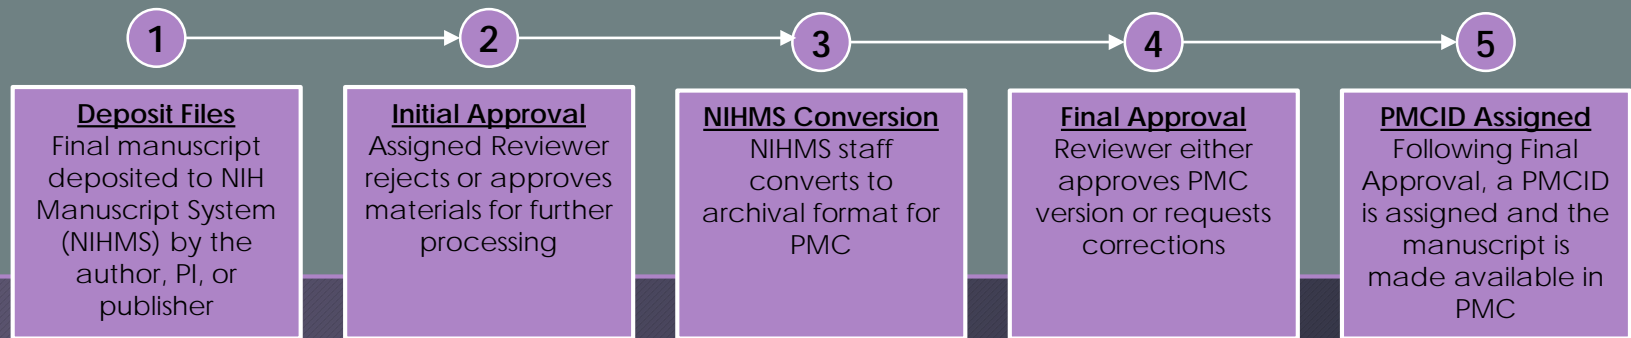 1
2
3
4
5
Deposit Files
Final manuscript
deposited to NIH
Manuscript System
(NIHMS) by the
author, PI, or
publisher
Initial Approval
Assigned Reviewer
rejects or approves
materials for further
processing
NIHMS Conversion
NIHMS staff
converts to
archival format for
PMC
Final Approval
Reviewer either
approves PMC
version or requests
corrections
PMCID Assigned
Following Final
Approval, a PMCID
is assigned and the
manuscript is
made available in
PMC